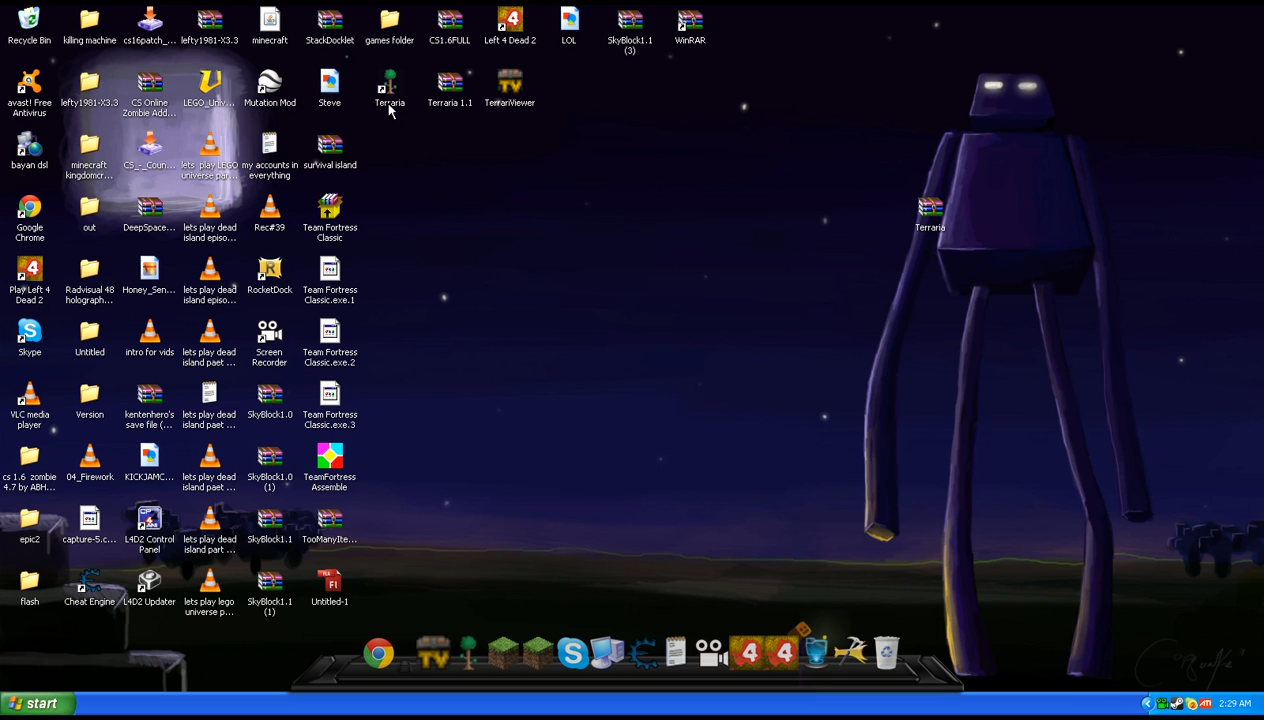 Recycle Bin
killing machine
cs16patch_...
lefty1981-X3.3
minecraft
StackDocklet
games folder
CS1.6FULL
Left 4 Dead 2
LOL
SkyBlock1.1
(3)
WinRAR
avast! Free
Antivirus
lefty1981-X3.3
CS Online
Zombie Add...
LEGO_Univ...
Mutation Mod
Steve
Terraria
Terraria 1.1
TerrariViewer
bayan dsl
minecraft
kingdomcr...
CS_-_Coun...
lets play LEGO
universe par...
my accounts in
everything
survival island
Google
Chrome
out
DeepSpace...
lets play dead
island episo...
Rec#39
Team Fortress
Classic
Terraria
Play Left 4
Dead 2
Radvisual 48
holograph...
Honey_Sen...
lets play dead
island episo...
RocketDock
Team Fortress
Classic.exe.1
Skype
Untitled
intro for vids
lets play dead
island paet ...
Screen
Recorder
Team Fortress
Classic.exe.2
VLC media
player
Version
kentenhero's
save file (...
lets play dead
island paet ...
SkyBlock1.0
Team Fortress
Classic.exe.3
cs 1.6 zombie
4.7 by ABH...
04_Firework
KICKJAMC...
lets play dead
island paet ...
SkyBlock1.0
(1)
TeamFortress
Assemble
epic2
capture-5.c...
L4D2 Control
Panel
lets play dead
island part ...
SkyBlock1.1
TooManyIte...
flash
Cheat Engine
L4D2 Updater
lets play lego
universe p...
SkyBlock1.1
(1)
Untitled-1
start
2:29 AM